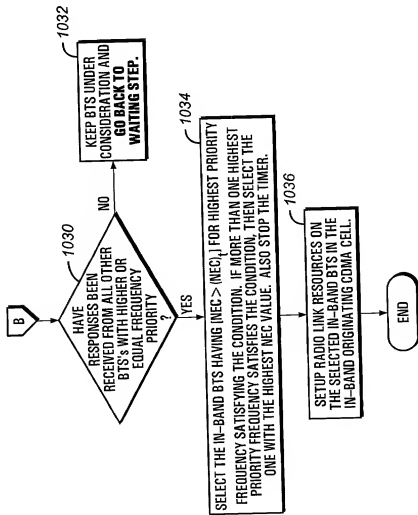 B
1030
HAVE
RESPONSES BEEN
RECEIVED FROM ALL OTHER
BTS's WITH HIGHER OR
EQUAL FREQUENCY
PRIORITY
?
NO
1032
KEEP BTS UNDER
CONSIDERATION AND
GO BACK TO
WAITING STEP.
YES
1034
SELECT THE IN–BAND BTS HAVING [NEC> (NEC)t] FOR HIGHEST PRIORITY
FREQUENCY SATISFYING THE CONDITION. IF MORE THAN ONE HIGHEST
PRIORITY FREQUENCY SATISFIES THE CONDITION, THEN SELECT THE
ONE WITH THE HIGHEST NEC VALUE. ALSO STOP THE TIMER.
1036
SETUP RADIO LINK RESOURCES ON
THE SELECTED IN–BAND BTS IN THE
IN–BAND ORIGINATING CDMA CELL.
END